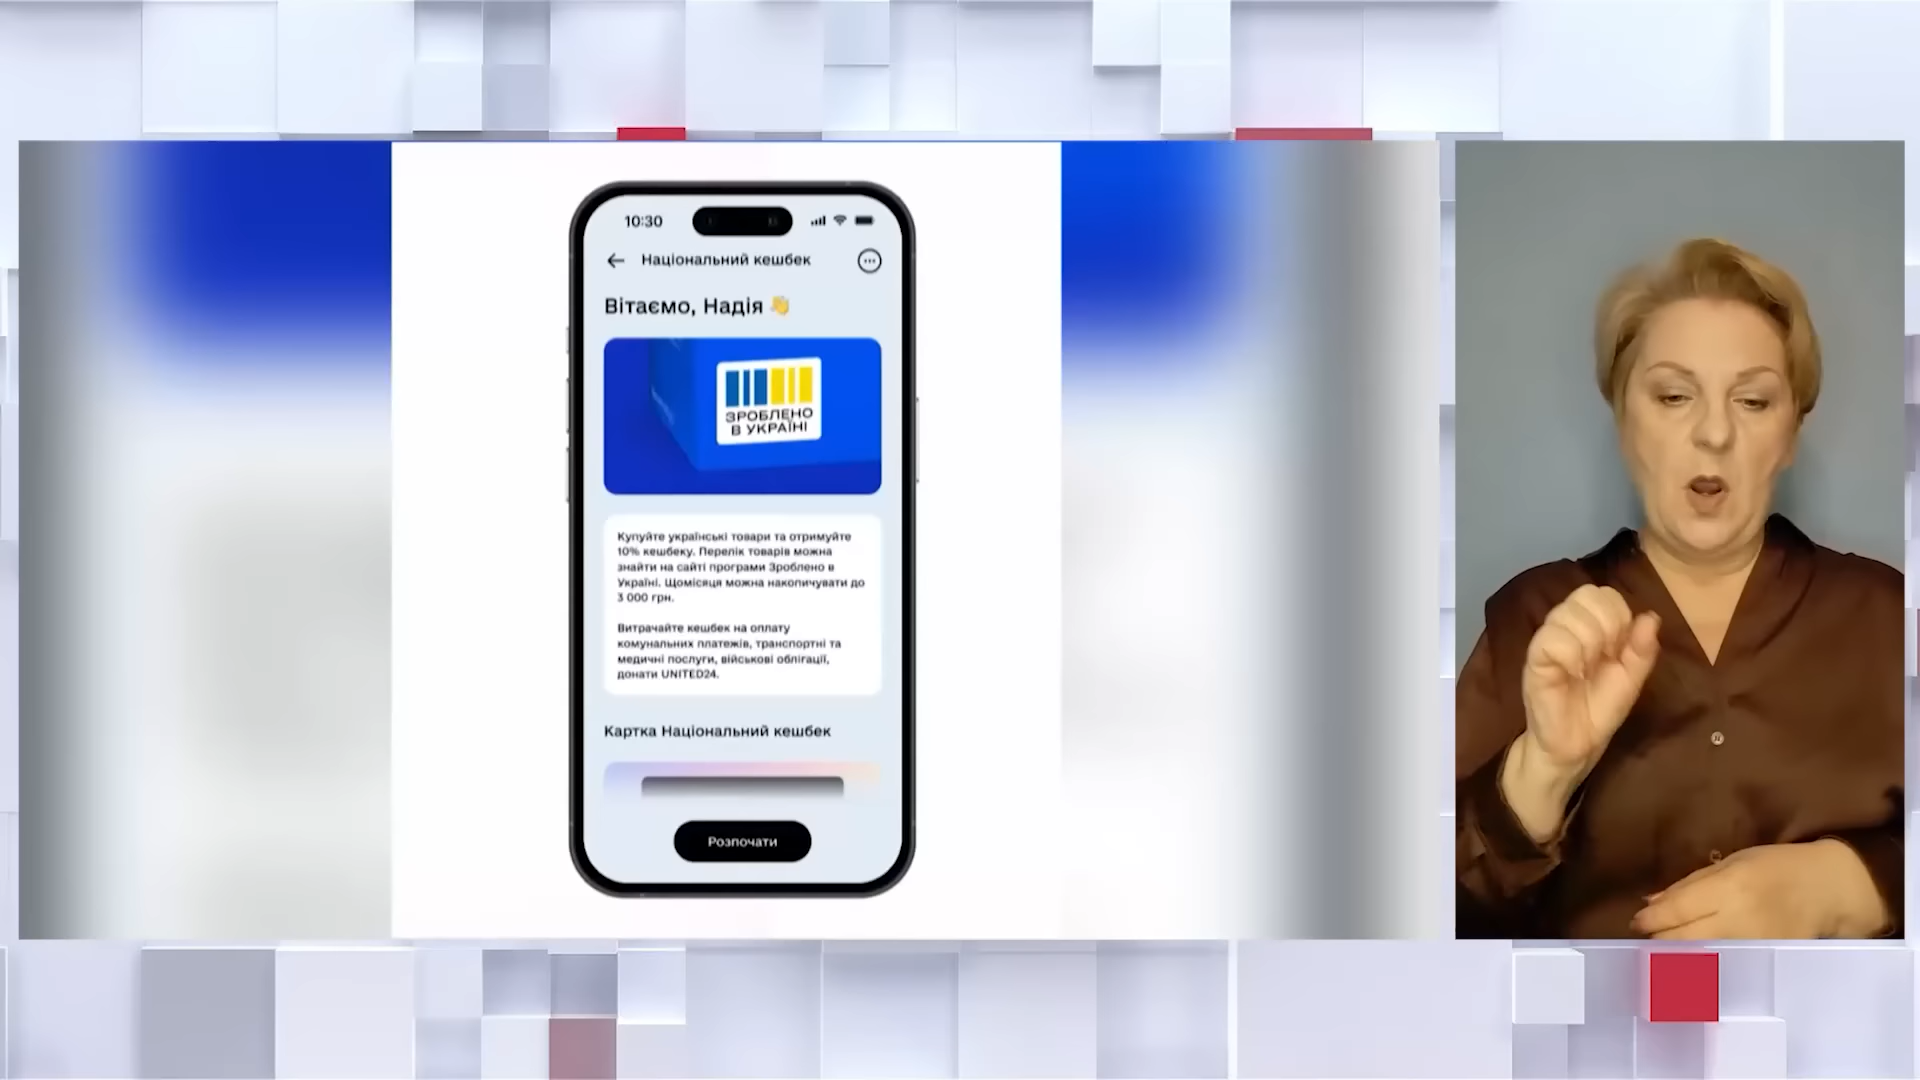 10:30
Національний кешбек
Вітаємо, Надія 👋
ЗРОБЛЕНО
В УКРАЇНІ
Купуйте українські товари та отримуйте
10% кешбеку. Перелік товарів можна
знайти на сайті програми Зроблено в
Україні. Щомісяця можна накопичувати до
3 000 грн.
Витрачайте кешбек на оплату
комунальних платежів, транспортні та
медичні послуги, військові облігації,
донати UNITED24.
Картка Національний кешбек
Розпочати